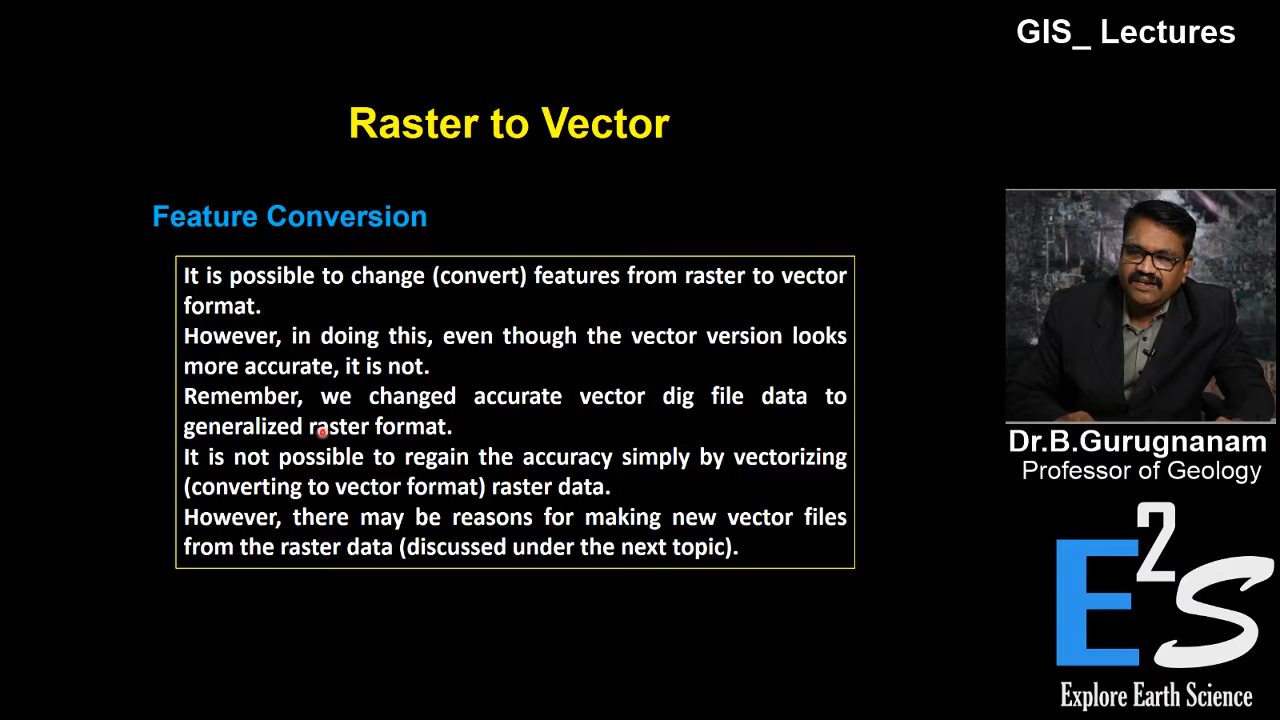 GIS_ Lectures
Raster to Vector
Feature Conversion
It is possible to change (convert) features from raster to vector
format.
However, in doing this, even though the vector version looks
more accurate, it is not.
Remember, we changed accurate vector dig file data to
generalized raster format.
It is not possible to regain the accuracy simply by vectorizing
(converting to vector format) raster data.
However, there may be reasons for making new vector files
from the raster data (discussed under the next topic).
Dr.B.Gurugnanam
Professor of Geology
E2S
Explore Earth Science